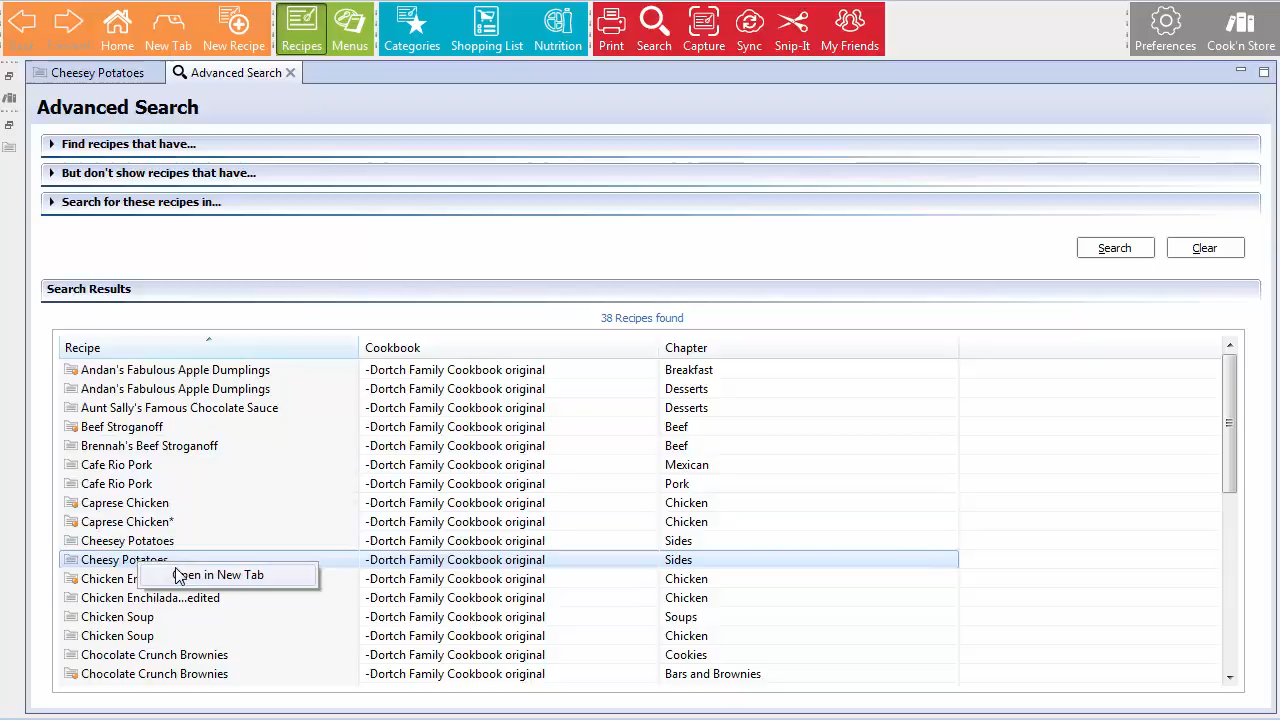 Home New Tab New Recipe Recipes Menus Categories Shopping List Nutrition Print Search Capture Sync Snip-It My Friends Preferences Cook'n Store
Cheesey Potatoes Advanced Search
Advanced Search
Find recipes that have...
But don't show recipes that have...
Search for these recipes in...
Search Clear
Search Results
38 Recipes found
Recipe Cookbook Chapter
Andan's Fabulous Apple Dumplings -Dortch Family Cookbook original Breakfast
Andan's Fabulous Apple Dumplings -Dortch Family Cookbook original Desserts
Aunt Sally's Famous Chocolate Sauce -Dortch Family Cookbook original Desserts
Beef Stroganoff -Dortch Family Cookbook original Beef
Brennah's Beef Stroganoff -Dortch Family Cookbook original Beef
Cafe Rio Pork -Dortch Family Cookbook original Mexican
Cafe Rio Pork -Dortch Family Cookbook original Pork
Caprese Chicken -Dortch Family Cookbook original Chicken
Caprese Chicken* -Dortch Family Cookbook original Chicken
Cheesey Potatoes -Dortch Family Cookbook original Sides
Cheesy Potatoes -Dortch Family Cookbook original Sides
in New Tab
Chicken -Dortch Family Cookbook original Chicken
Chicken Enchilada...edited -Dortch Family Cookbook original Chicken
Chicken Soup -Dortch Family Cookbook original Soups
Chicken Soup -Dortch Family Cookbook original Chicken
Chocolate Crunch Brownies -Dortch Family Cookbook original Cookies
Chocolate Crunch Brownies -Dortch Family Cookbook original Bars and Brownies